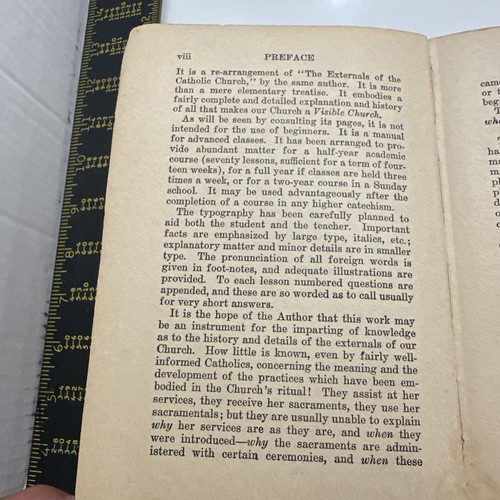 viii PREFACE
It is a re-arrangement of "The Externals of the
Catholic Church," by the same author. It is more
than a mere elementary treatise. It embodies a
fairly complete and detailed explanation and history
of all that makes our Church a Visible Church.
As will be seen by consulting its pages, it is not
intended for the use of beginners. It is a manual
for advanced classes. It has been arranged to pro-
vide abundant matter for a half-year academic
course (seventy lessons, sufficient for a term of four-
teen weeks), for a full year if classes are held three
times a week, or for a two-year course in a Sunday
school. It may be used advantageously after the
completion of a course in any higher catechism.
The typography has been carefully planned to
aid both the student and the teacher. Important
facts are emphasized by large type, italics, etc.;
explanatory matter and minor details are in smaller
type. The pronunciation of all foreign words is
given in foot-notes, and adequate illustrations are
provided. To each lesson numbered questions are
appended, and these are so worded as to call usually
for very short answers.
It is the hope of the Author that this work may
be an instrument for the imparting of knowledge
as to the history and details of the externals of our
Church. How little is known, even by fairly well-
informed Catholics, concerning the meaning and the
development of the practices which have been em-
bodied in the Church's ritual! They assist at her
services, they receive her sacraments, they use her
sacramentals; but they are usually unable to explain
why her services are as they are, and when they
were introduced—why the sacraments are admin-
istered with certain ceremonies, and when these